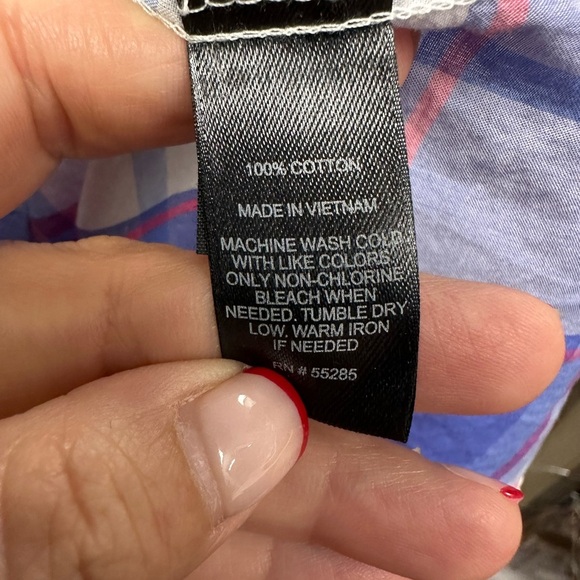 100% COTTON
MADE IN VIETNAM
MACHINE WASH COLD
WITH LIKE COLORS.
ONLY NON-CHLORINE
BLEACH WHEN
NEEDED. TUMBLE DRY
LOW. WARM IRON
IF NEEDED
RN # 55285